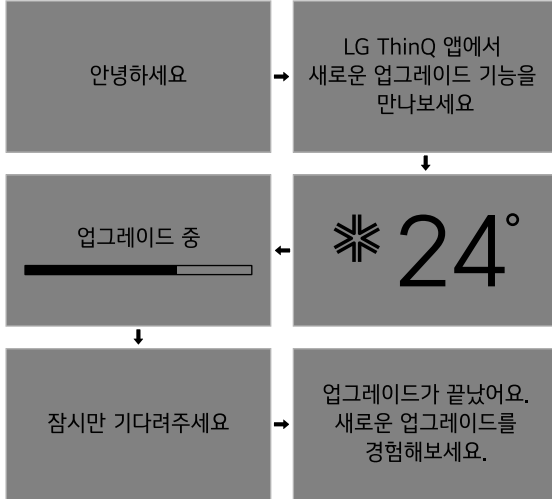 안녕하세요
LG ThinQ 앱에서
새로운 업그레이드 기능을
만나보세요
24°
업그레이드 중
잠시만 기다려주세요
업그레이드가 끝났어요.
새로운 업그레이드를
경험해보세요.